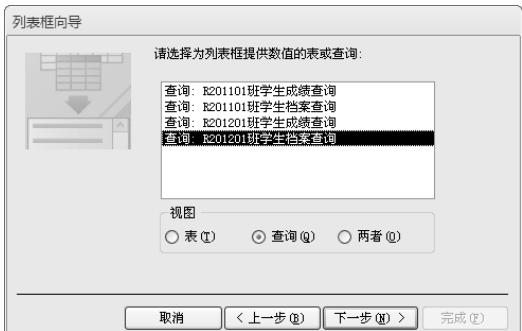 列表框向导
请选择为列表框提供数值的表或查询:
查询: R201101班学生成绩查询
查询: R201101班学生档案查询
查询: R201201班学生成绩查询
查询: R201201班学生档案查询
视图
表(T) 查询(Q) 两者(O)
取消 < 上一步(B) 下一步(N) > 完成(F)